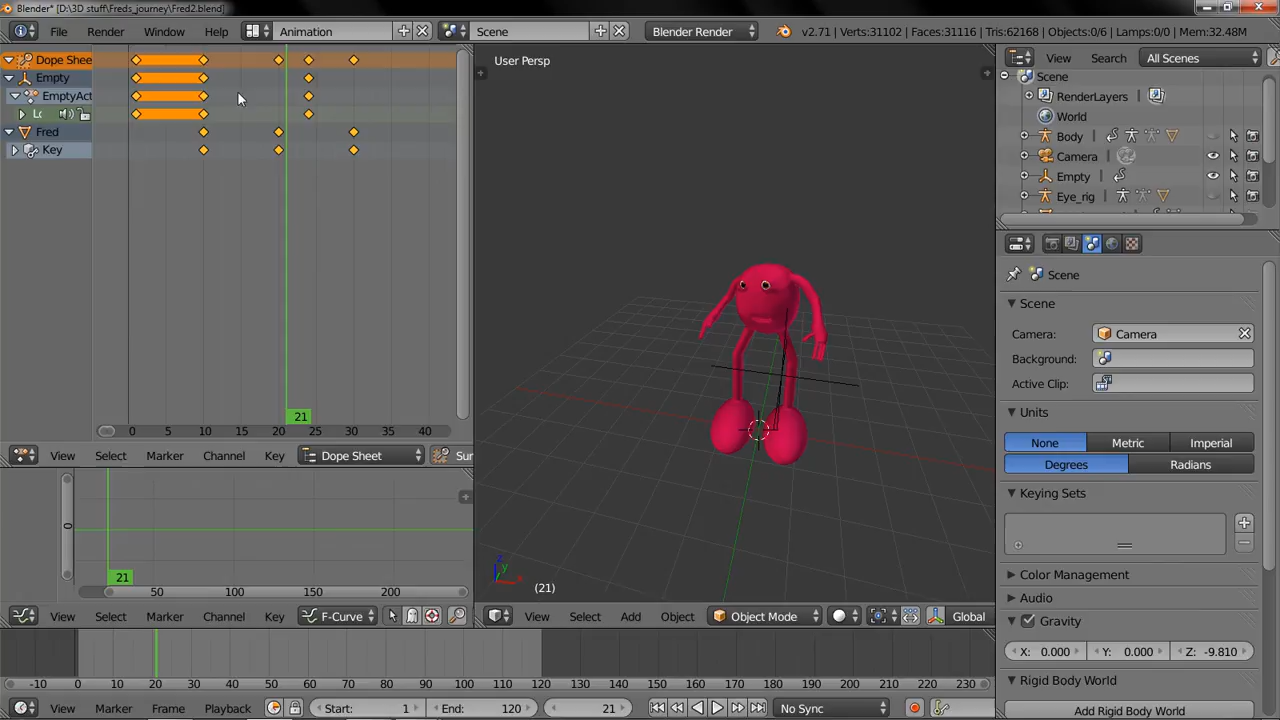 Blender* [D:\3D stuff\Freds_journey\Fred2.blend]
File Render Window Help Animation Scene Blender Render v2.71 | Verts:31102 | Faces:31116 | Tris:62168 | Objects:0/6 | Lamps:0/0 | Mem:32.48M
Dope Shee
Empty
EmptyAct
Lc
Fred
Key
21
0 5 10 15 20 25 30 35 40
View Select Marker Channel Key Dope Sheet Sur
0
21
50 100 150 200
View Select Marker Channel Key F-Curve
User Persp
(21)
View Select Add Object Object Mode Global
View Search All Scenes
Scene
RenderLayers
World
Body
Camera
Empty
Eye_rig
Scene
Scene
Camera: Camera
Background:
Active Clip:
Units
None Metric Imperial
Degrees Radians
Keying Sets
Color Management
Audio
Gravity
X: 0.000 Y: 0.000 Z: -9.810
Rigid Body World
Add Rigid Body World
-10 0 10 20 30 40 50 60 70 80 90 100 110 120 130 140 150 160 170 180 190 200 210 220 230
View Marker Frame Playback Start: 1 End: 120 21 No Sync